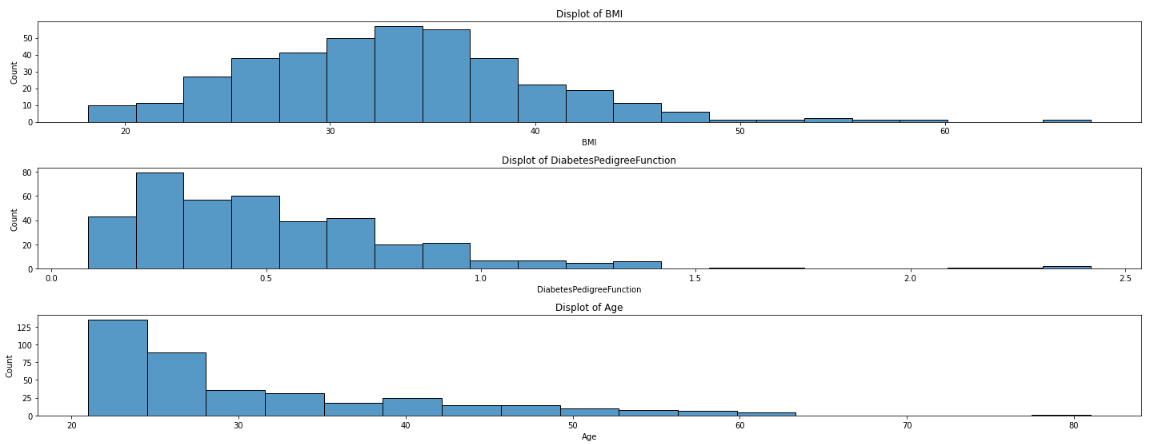 Displot of BMI
50
40
30
20
10
0
Count
20 30 40 50 60
BMI
Displot of DiabetesPedigreeFunction
80
60
40
20
0
Count
0.0 0.5 1.0 1.5 2.0 2.5
DiabetesPedigreeFunction
Displot of Age
125
100
75
50
25
0
Count
20 30 40 50 60 70 80
Age